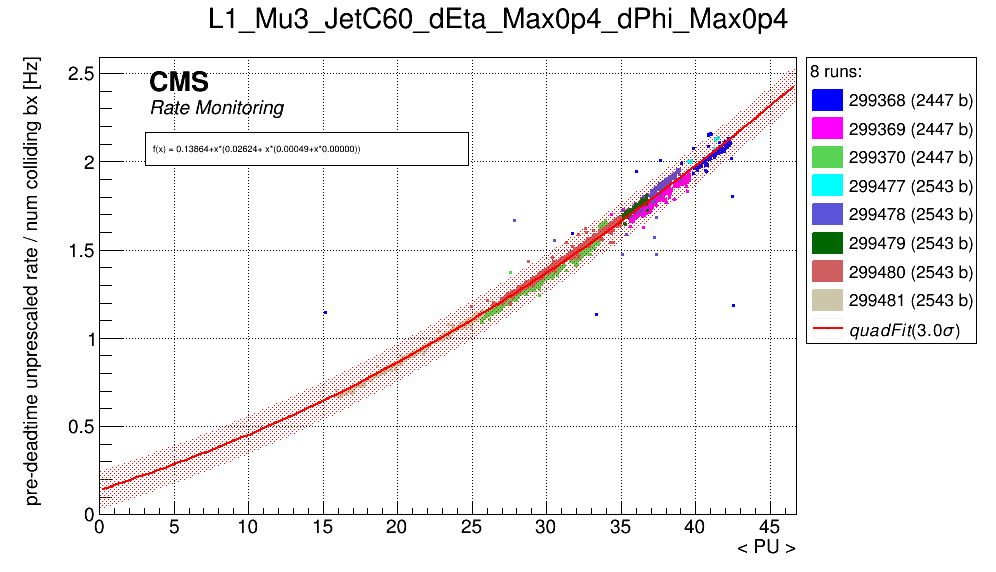 L1_Mu3_JetC60_dEta_Max0p4_dPhi_Max0p4
pre-deadtime unprescaled rate / num colliding bx [Hz]
2.5
2
1.5
1
0.5
0
CMS
Rate Monitoring
f(x) = 0.13864+x*(0.02624+ x*(0.00049+x*0.00000))
0 5 10 15 20 25 30 35 40 45
< PU >
8 runs:
299368 (2447 b)
299369 (2447 b)
299370 (2447 b)
299477 (2543 b)
299478 (2543 b)
299479 (2543 b)
299480 (2543 b)
299481 (2543 b)
quadFit(3.0σ)